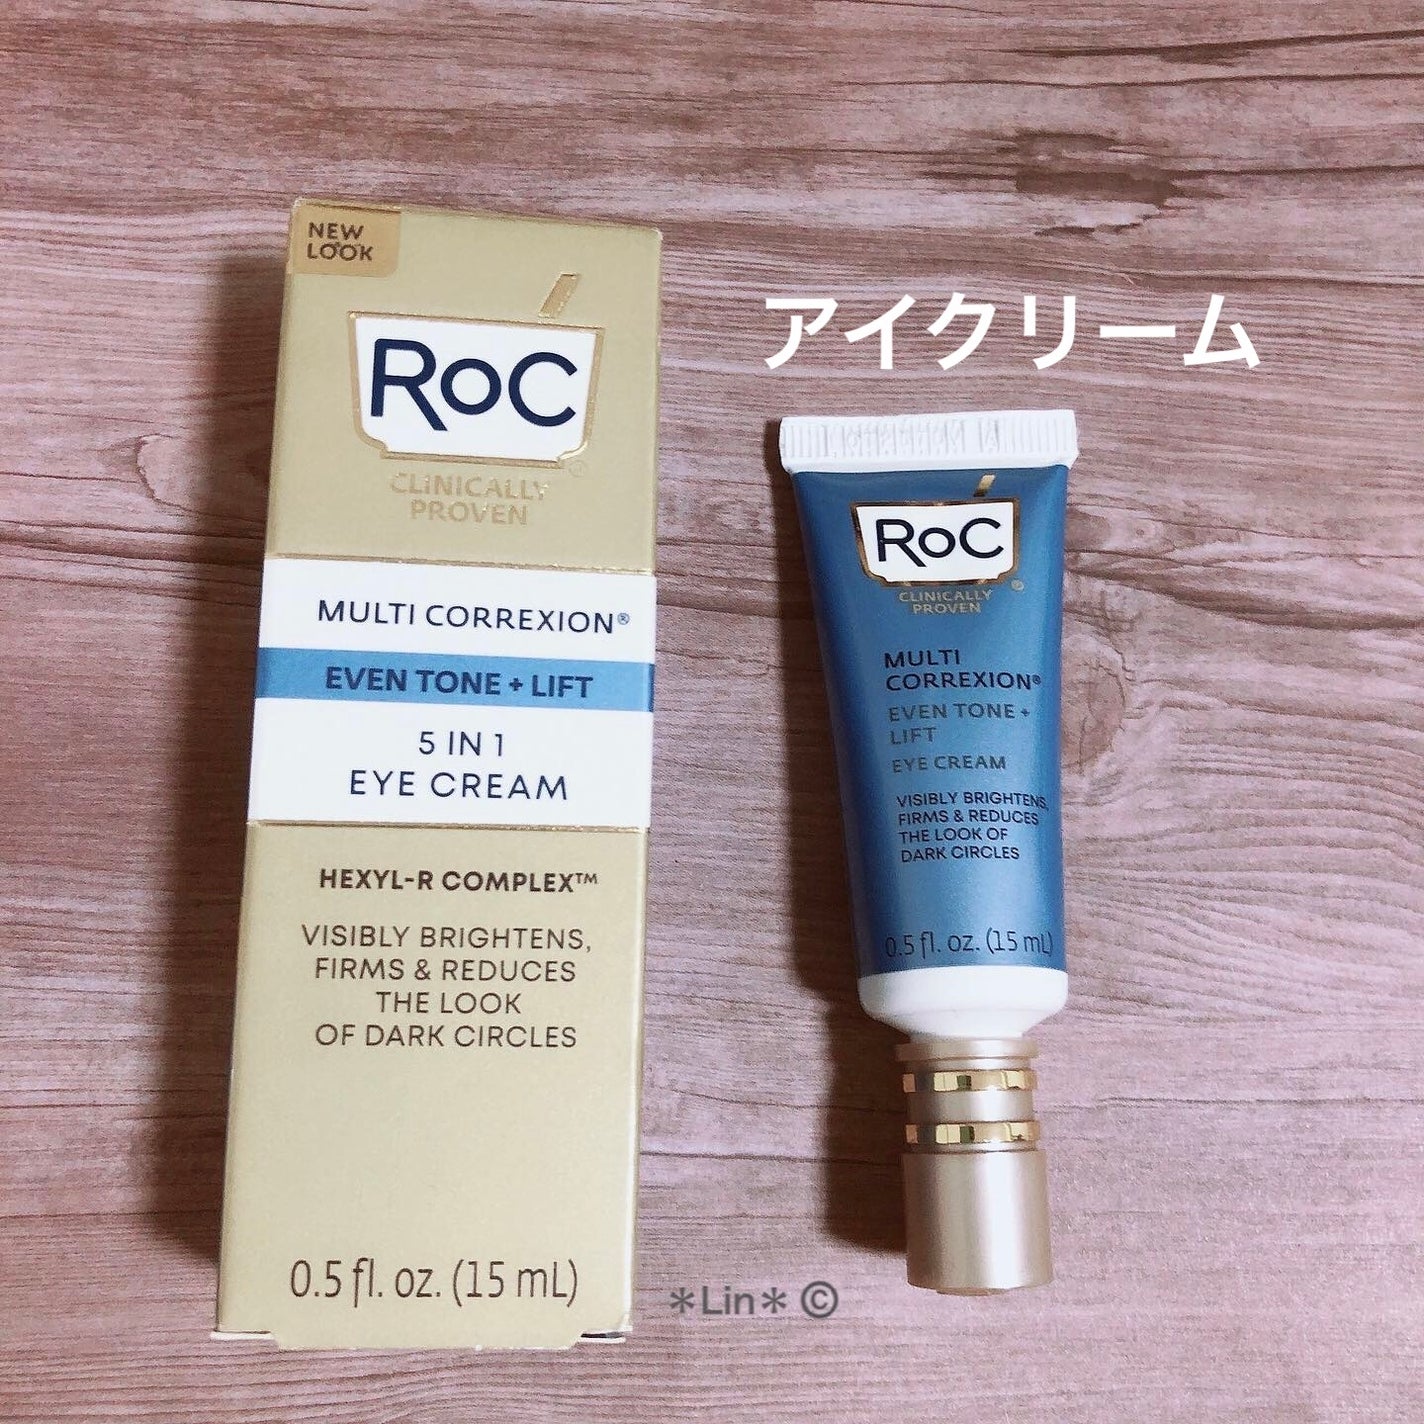 NEW
LOOK
RoC®
CLINICALLY
PROVEN
MULTI CORREXION®
EVEN TONE + LIFT
5 IN 1
EYE CREAM
HEXYL-R COMPLEX™
VISIBLY BRIGHTENS,
FIRMS & REDUCES
THE LOOK
OF DARK CIRCLES
0.5 fl. oz. (15 mL)
アイクリーム
RoC®
CLINICALLY
PROVEN
MULTI
CORREXION®
EVEN TONE +
LIFT
EYE CREAM
VISIBLY BRIGHTENS,
FIRMS & REDUCES
THE LOOK OF
DARK CIRCLES
0.5 fl. oz. (15 mL)
*Lin* ©